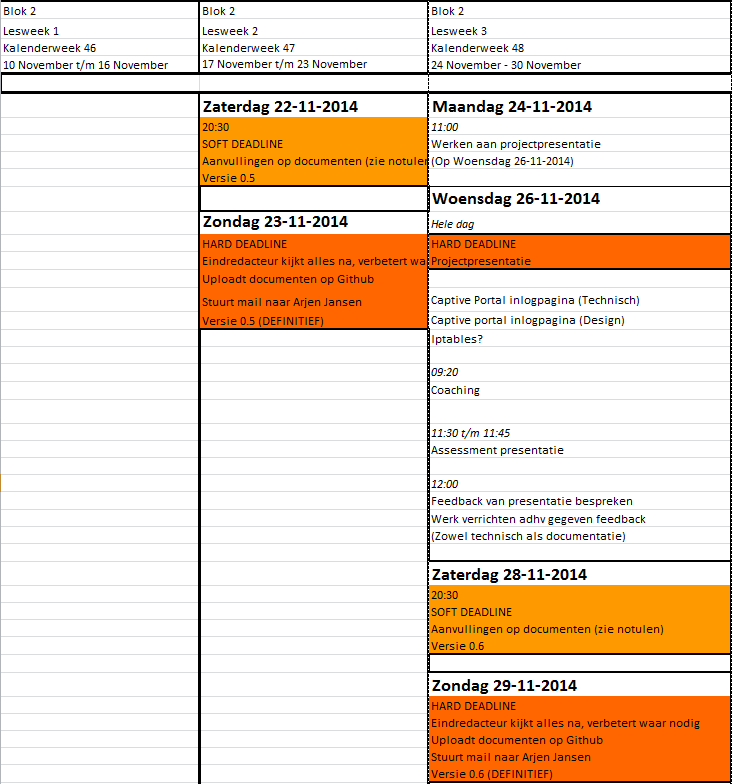 Blok 2
Lesweek 1
Kalenderweek 46
10 November t/m 16 November
Blok 2
Lesweek 2
Kalenderweek 47
17 November t/m 23 November
Zaterdag 22-11-2014
20:30
SOFT DEADLINE
Aanvullingen op documenten (zie notulen
Versie 0.5
Zondag 23-11-2014
HARD DEADLINE
Eindredacteur kijkt alles na, verbetert wa
Uploadt documenten op Github
Stuurt mail naar Arjen Jansen
Versie 0.5 (DEFINITIEF)
Blok 2
Lesweek 3
Kalenderweek 48
24 November - 30 November
Maandag 24-11-2014
11:00
Werken aan projectpresentatie
(Op Woensdag 26-11-2014)
Woensdag 26-11-2014
Hele dag
HARD DEADLINE
Projectpresentatie
Captive Portal inlogpagina (Technisch)
Captive portal inlogpagina (Design)
Iptables?
09:20
Coaching
11:30 t/m 11:45
Assessment presentatie
12:00
Feedback van presentatie bespreken
Werk verrichten adhv gegeven feedback
(Zowel technisch als documentatie)
Zaterdag 28-11-2014
20:30
SOFT DEADLINE
Aanvullingen op documenten (zie notulen)
Versie 0.6
Zondag 29-11-2014
HARD DEADLINE
Eindredacteur kijkt alles na, verbetert waar nodig
Uploadt documenten op Github
Stuurt mail naar Arjen Jansen
Versie 0.6 (DEFINITIEF)